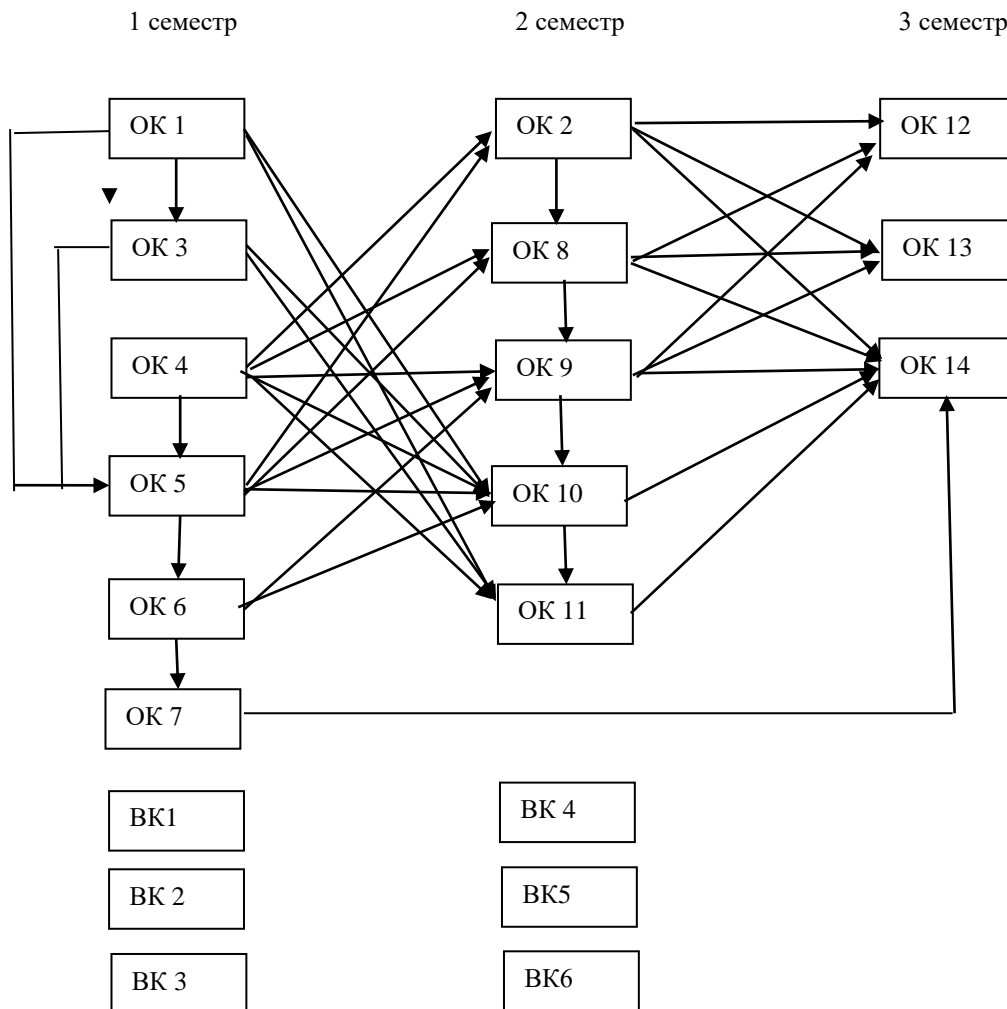 1 семестр 2 семестр 3 семестр
ОК 1 ОК 2 ОК 12
ОК 3 ОК 8 ОК 13
ОК 4 ОК 9 ОК 14
ОК 5 ОК 10
ОК 6 ОК 11
ОК 7
ВК1 ВК 4
ВК 2 ВК5
ВК 3 ВК6